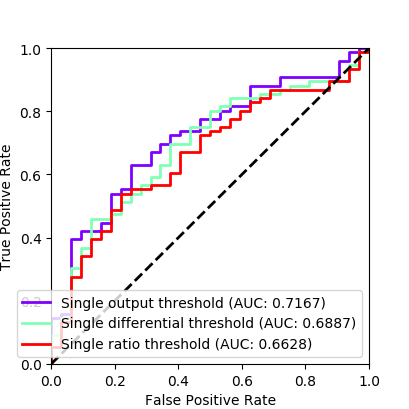 1.0
0.8
0.6
0.4
0.2
0.0
True Positive Rate
Single output threshold (AUC: 0.7167)
Single differential threshold (AUC: 0.6887)
Single ratio threshold (AUC: 0.6628)
0.0 0.2 0.4 0.6 0.8 1.0
False Positive Rate